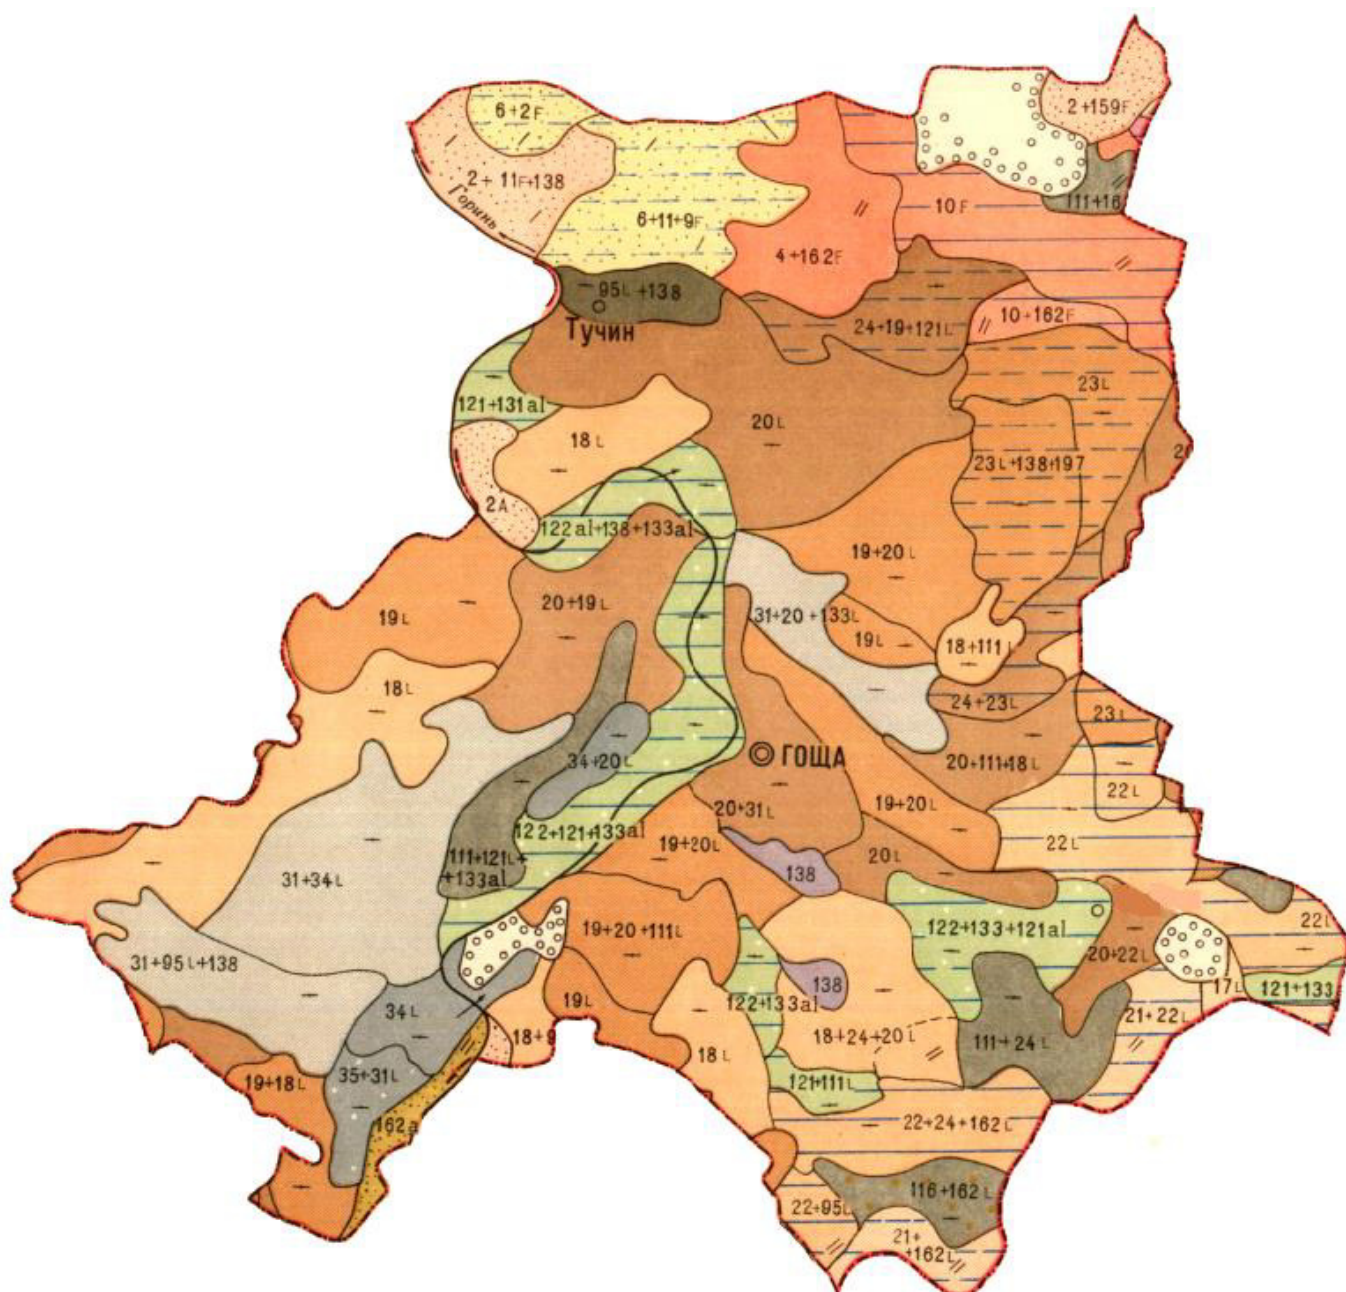 6+2F
2+159F
2+11F+138
Горинь
111+16
10F
6+11+9F
4+162F
95L+138
10+162F
24+19+121L
Тучин
23L
121+131al
18L
20L
23L+138+197
2A
122al+138+133al
19+20L
20+19L
31+20+133L
19L
19L
18+111L
18L
24+23L
23L
34+20L
ГОЩА
20+111+18L
22L
20+31L
19+20L
122+121+133al
19+20L
22L
20L
111+121L+
+133al
138
31+34L
22L
19+20+111L
122+133+121al
31+95L+138
20+22L
138
17L
121+133
122+133al
19L
34L
21+22L
18+9
18+24+20L
111+24L
18L
35+31L
19+18L
121+111L
162a
22+24+162L
116+162L
22+95L
21+
+162L